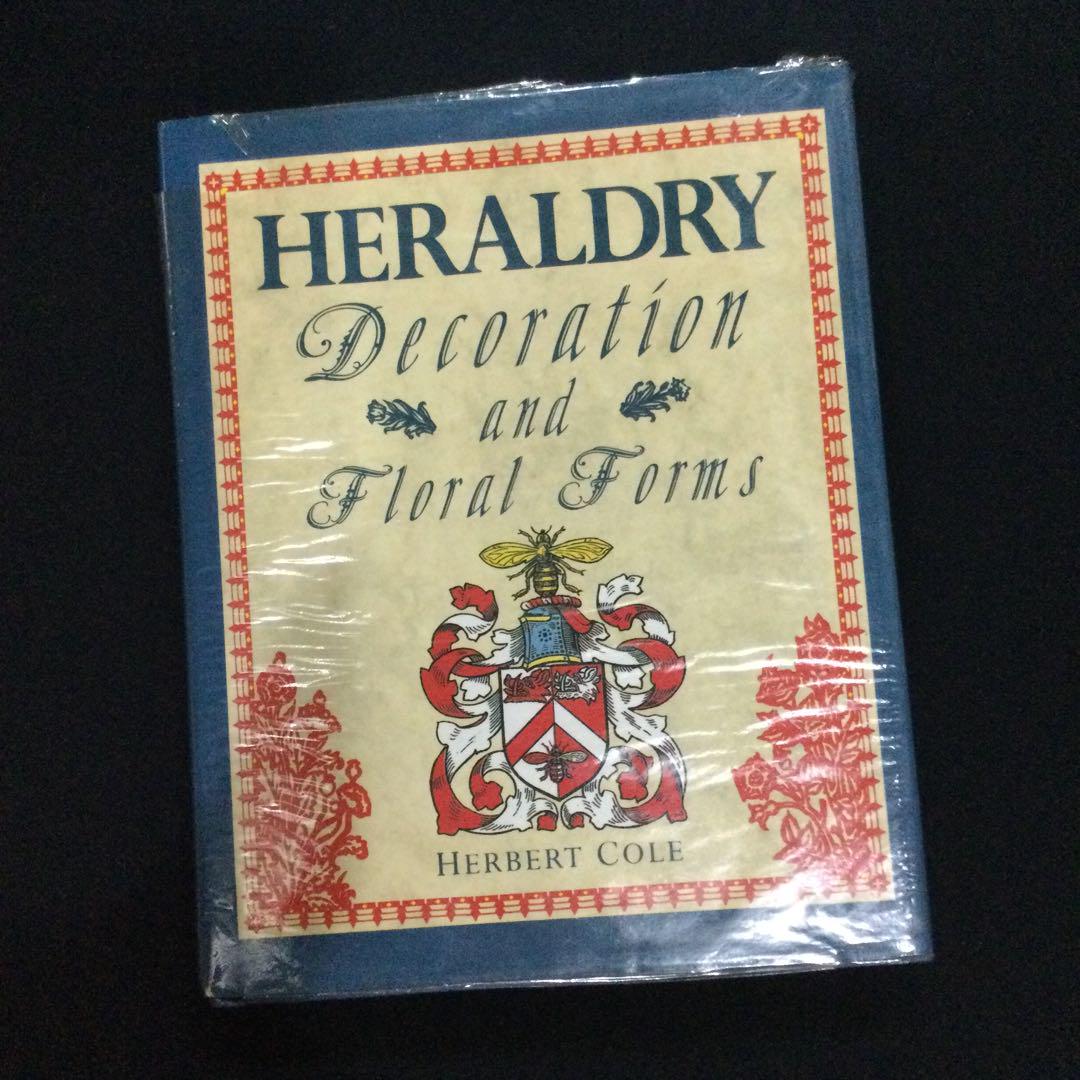 HERALDRY
Decoration
and
Floral Forms
HERBERT COLE